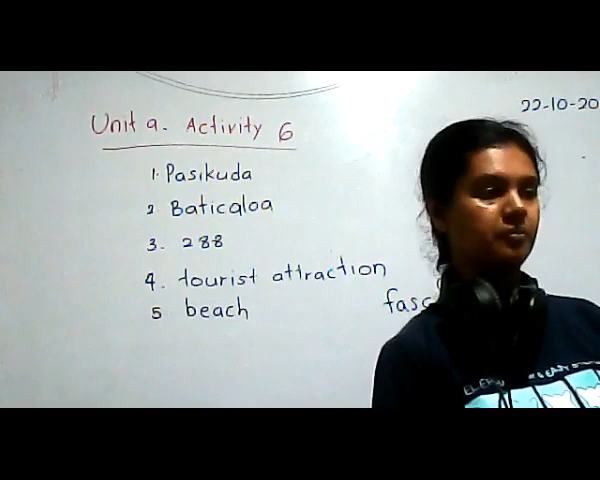 22-10-20
Unit 9. Activity 6
1. Pasikuda
2 Baticaloa
3. 288
4. tourist attraction
5 beach
fasc